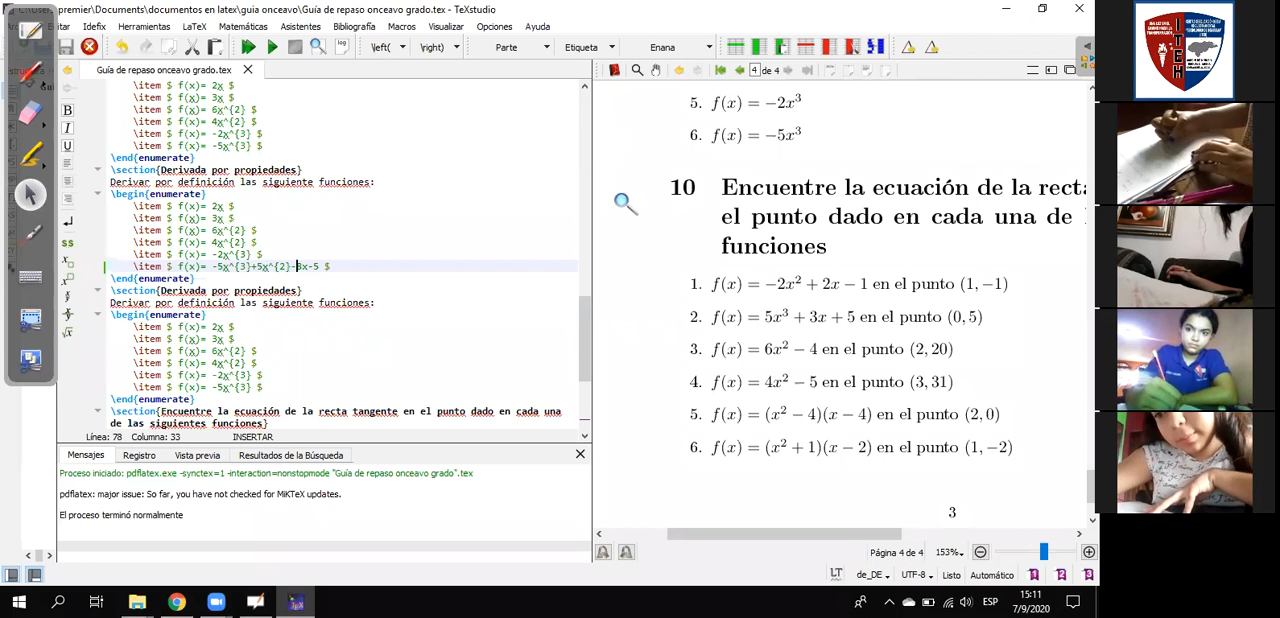 premier\Documents\documentos en latex\guia onceavo\Guía de repaso onceavo grado.tex - TeXstudio
Editar Idefix Herramientas LaTeX Matemáticas Asistentes Bibliografía Macros Visualizar Opciones Ayuda
log \left( \right) Parte Etiqueta Enana
Guía de repaso onceavo grado.tex
4 de 4
\item $ f(x)= 2x $
\item $ f(x)= 3x $
\item $ f(x)= 6x^{2} $
\item $ f(x)= 4x^{2} $
\item $ f(x)= -2x^{3} $
\item $ f(x)= -5x^{3} $
\end{enumerate}
\section{Derivada por propiedades}
Derivar por definición las siguiente funciones:
\begin{enumerate}
\item $ f(x)= 2x $
\item $ f(x)= 3x $
\item $ f(x)= 6x^{2} $
\item $ f(x)= 4x^{2} $
\item $ f(x)= -2x^{3} $
\item $ f(x)= -5x^{3}+5x^{2}-8x-5 $
\end{enumerate}
\section{Derivada por propiedades}
Derivar por definición las siguiente funciones:
\begin{enumerate}
\item $ f(x)= 2x $
\item $ f(x)= 3x $
\item $ f(x)= 6x^{2} $
\item $ f(x)= 4x^{2} $
\item $ f(x)= -2x^{3} $
\item $ f(x)= -5x^{3} $
\end{enumerate}
\section{Encuentre la ecuación de la recta tangente en el punto dado en cada una
de las siguientes funciones}
Línea: 78 Columna: 33 INSERTAR
Mensajes Registro Vista previa Resultados de la Búsqueda
Proceso iniciado: pdflatex.exe -synctex=1 -interaction=nonstopmode "Guía de repaso onceavo grado".tex
pdflatex: major issue: So far, you have not checked for MiKTeX updates.
El proceso terminó normalmente
5. f(x) = −2x³
6. f(x) = −5x³
10 Encuentre la ecuación de la recta
el punto dado en cada una de
funciones
1. f(x) = −2x² + 2x − 1 en el punto (1, −1)
2. f(x) = 5x³ + 3x + 5 en el punto (0, 5)
3. f(x) = 6x² − 4 en el punto (2, 20)
4. f(x) = 4x² − 5 en el punto (3, 31)
5. f(x) = (x² − 4)(x − 4) en el punto (2, 0)
6. f(x) = (x² + 1)(x − 2) en el punto (1, −2)
3
Página 4 de 4 153%
LT de_DE UTF-8 Listo Automático 1 2 3
ESP
15:11
7/9/2020
ITEH